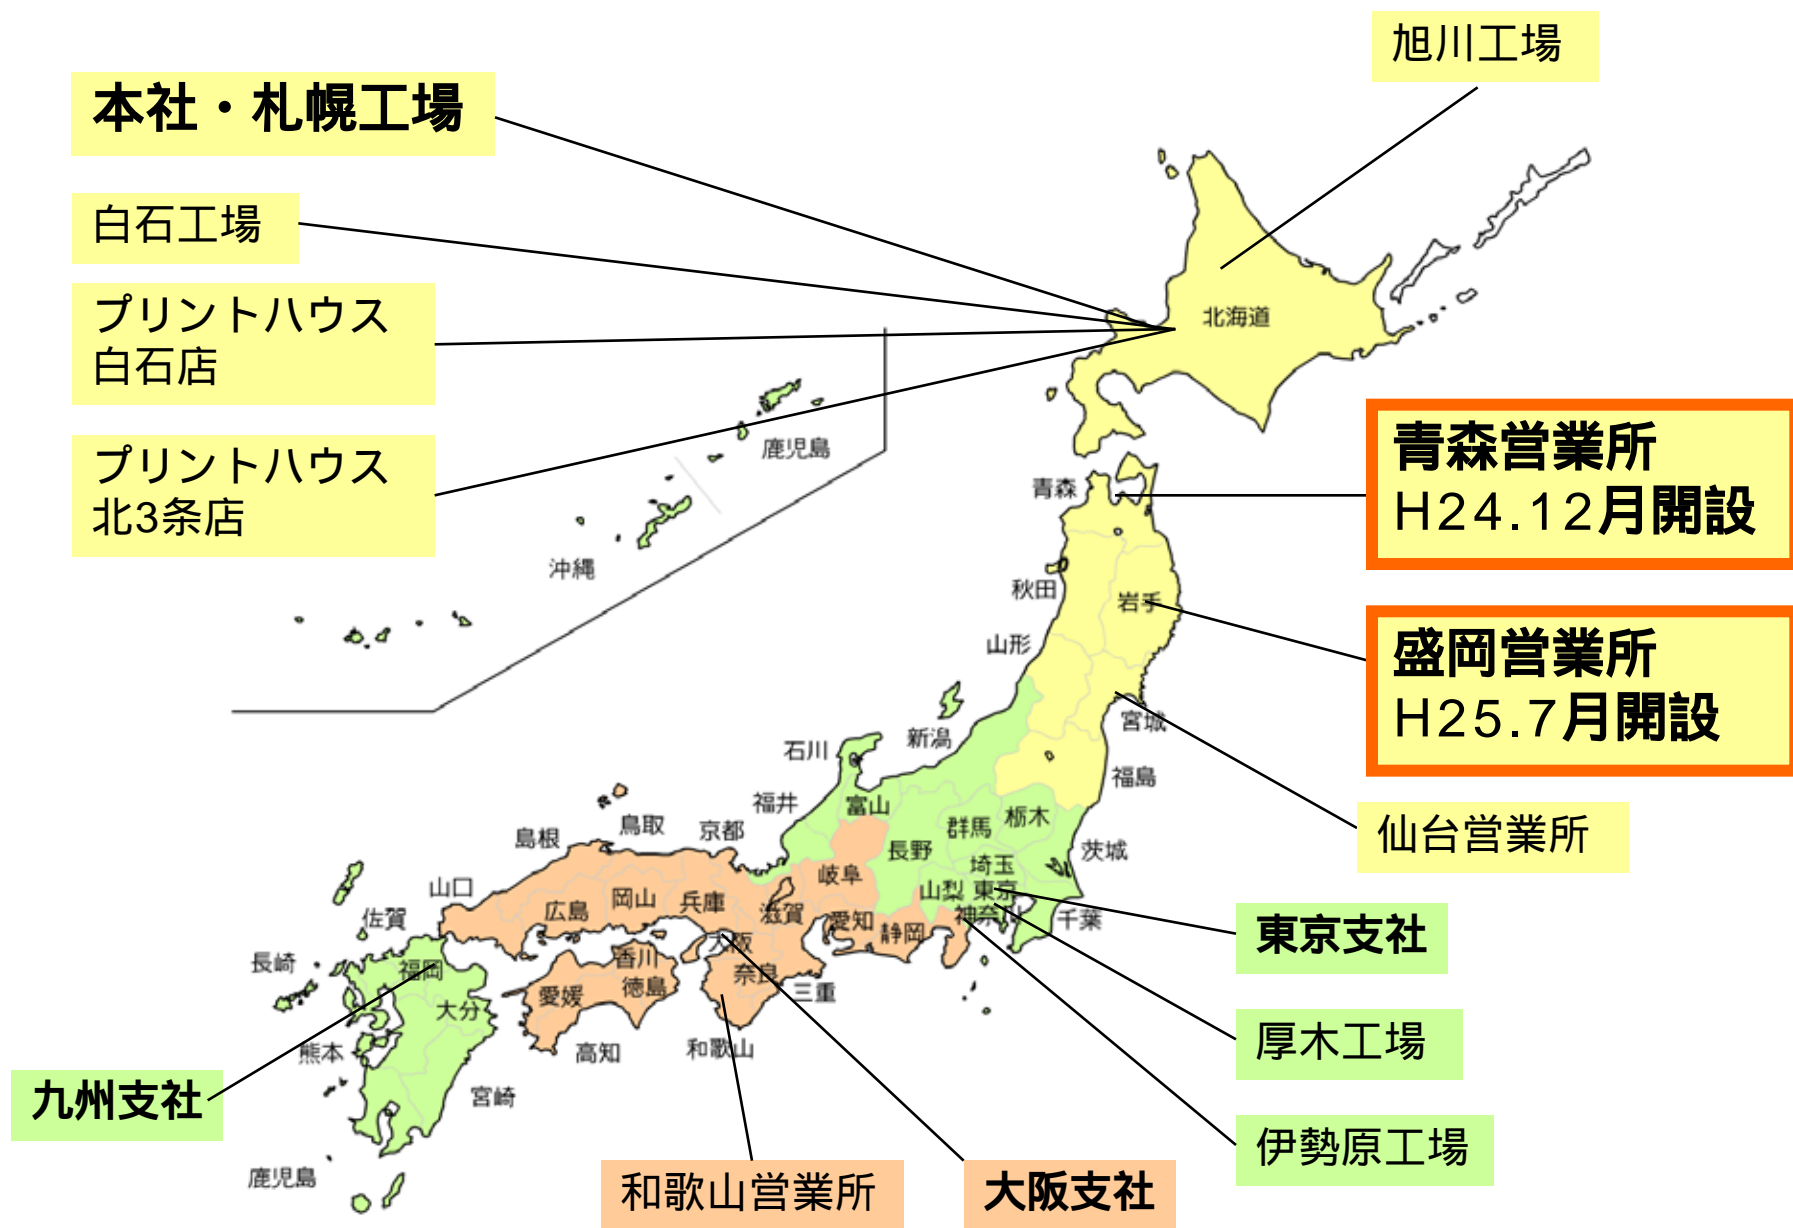 旭川工場
本社・札幌工場
白石工場
プリントハウス
白石店
プリントハウス
北3条店
北海道
鹿児島
沖縄
青森
青森営業所
H24.12月開設
秋田
岩手
山形
盛岡営業所
H25.7月開設
宮城
新潟
石川
福島
仙台営業所
福井
富山
群馬
栃木
島根
鳥取
京都
長野
埼玉
茨城
山口
岐阜
山梨
東京
広島
岡山
兵庫
滋賀
愛知
静岡
神奈川
千葉
東京支社
佐賀
長崎
福岡
大阪
香川
奈良
愛媛
徳島
三重
大分
熊本
高知
和歌山
厚木工場
九州支社
宮崎
伊勢原工場
鹿児島
和歌山営業所
大阪支社